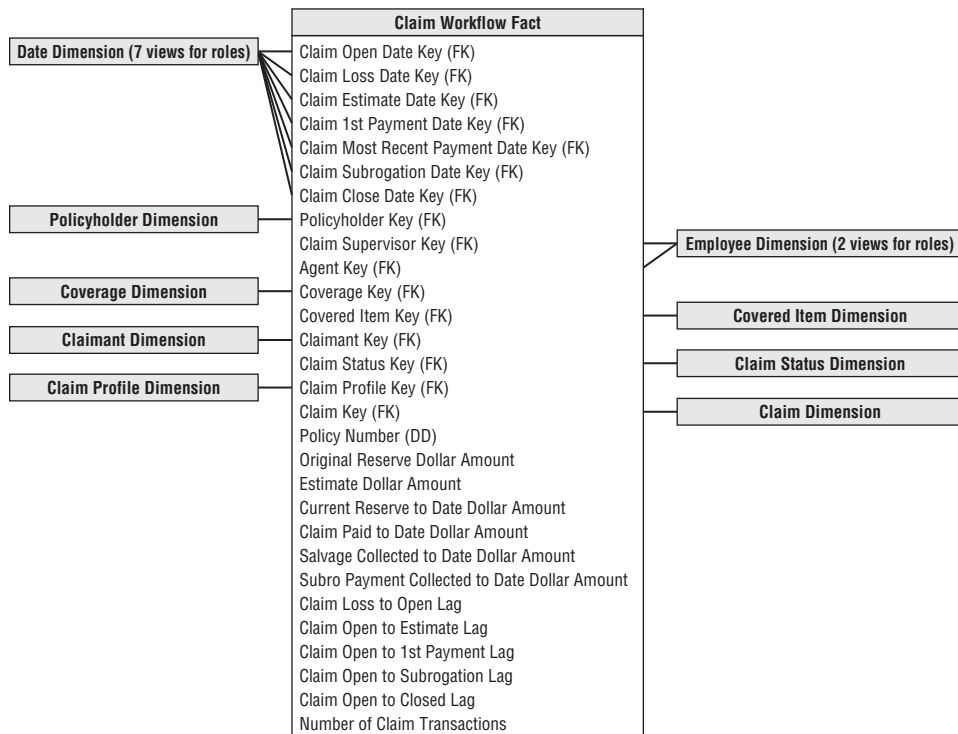 Claim Workflow Fact
Date Dimension (7 views for roles)
Claim Open Date Key (FK)
Claim Loss Date Key (FK)
Claim Estimate Date Key (FK)
Claim 1st Payment Date Key (FK)
Claim Most Recent Payment Date Key (FK)
Claim Subrogation Date Key (FK)
Claim Close Date Key (FK)
Policyholder Dimension
Policyholder Key (FK)
Claim Supervisor Key (FK)
Employee Dimension (2 views for roles)
Agent Key (FK)
Coverage Dimension
Coverage Key (FK)
Covered Item Key (FK)
Covered Item Dimension
Claimant Dimension
Claimant Key (FK)
Claim Status Key (FK)
Claim Status Dimension
Claim Profile Dimension
Claim Profile Key (FK)
Claim Key (FK)
Claim Dimension
Policy Number (DD)
Original Reserve Dollar Amount
Estimate Dollar Amount
Current Reserve to Date Dollar Amount
Claim Paid to Date Dollar Amount
Salvage Collected to Date Dollar Amount
Subro Payment Collected to Date Dollar Amount
Claim Loss to Open Lag
Claim Open to Estimate Lag
Claim Open to 1st Payment Lag
Claim Open to Subrogation Lag
Claim Open to Closed Lag
Number of Claim Transactions